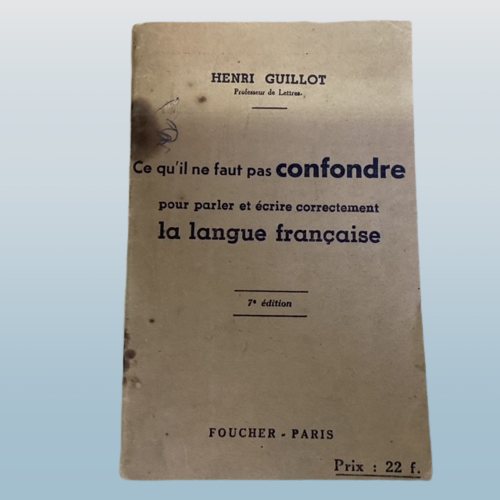 HENRI GUILLOT
Professeur de Lettres
Ce qu'il ne faut pas confondre
pour parler et écrire correctement
la langue française
7e édition
FOUCHER - PARIS
Prix : 22 f.